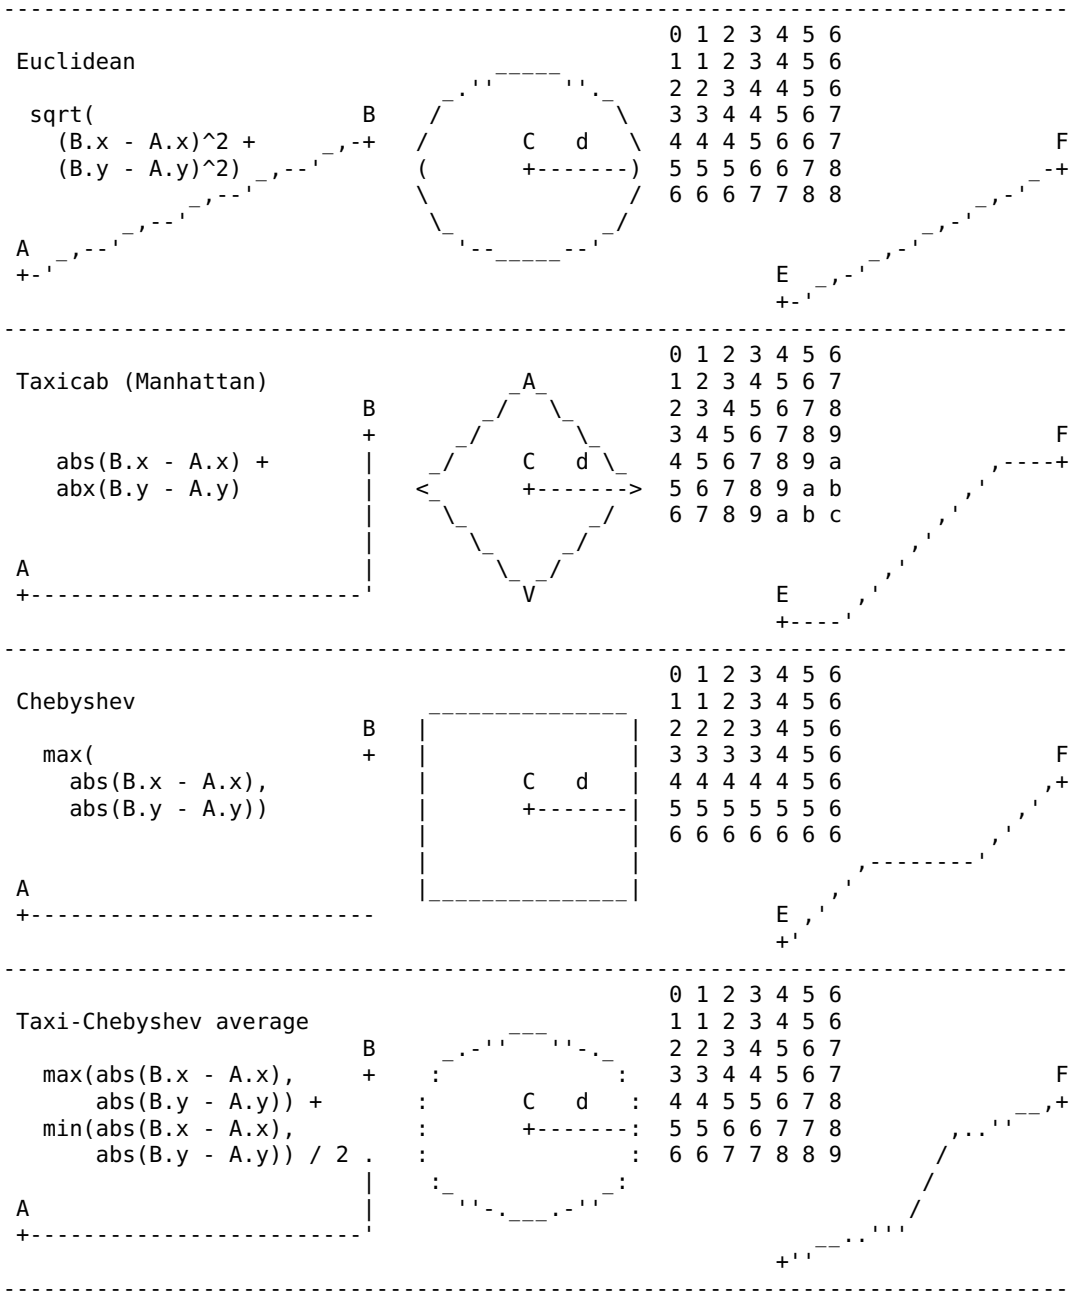 0 1 2 3 4 5 6
Euclidean 1 1 2 3 4 5 6
2 2 3 4 4 5 6
sqrt( B 3 3 4 4 5 6 7
(B.x - A.x)^2 + C d 4 4 4 5 6 6 7 F
(B.y - A.y)^2) 5 5 5 6 6 7 8
6 6 6 7 7 8 8
A
E
0 1 2 3 4 5 6
Taxicab (Manhattan) 1 2 3 4 5 6 7
B 2 3 4 5 6 7 8
3 4 5 6 7 8 9 F
abs(B.x - A.x) + C d 4 5 6 7 8 9 a
abx(B.y - A.y) 5 6 7 8 9 a b
6 7 8 9 a b c
A
E
0 1 2 3 4 5 6
Chebyshev 1 1 2 3 4 5 6
B 2 2 2 3 4 5 6
max( 3 3 3 3 4 5 6 F
abs(B.x - A.x), C d 4 4 4 4 4 5 6
abs(B.y - A.y)) 5 5 5 5 5 5 6
6 6 6 6 6 6 6
A
E
0 1 2 3 4 5 6
Taxi-Chebyshev average 1 1 2 3 4 5 6
B 2 2 3 4 5 6 7
max(abs(B.x - A.x), 3 3 4 4 5 6 7 F
abs(B.y - A.y)) + C d 4 4 5 5 6 7 8
min(abs(B.x - A.x), 5 5 6 6 7 7 8
abs(B.y - A.y)) / 2 6 6 7 7 8 8 9
A